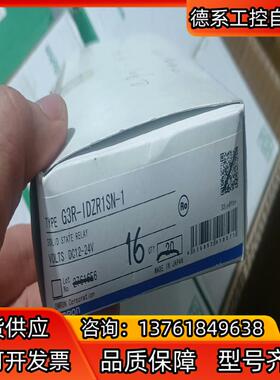 德系工控自
TYPE G3R-IDZR1SN-1
SOLID STATE RELAY
VOLTS DC12-24V
16
QTY 20
Lot
MADE IN JAPAN
货供应
咨询：13761849638
可开发票
品质保障
型号齐